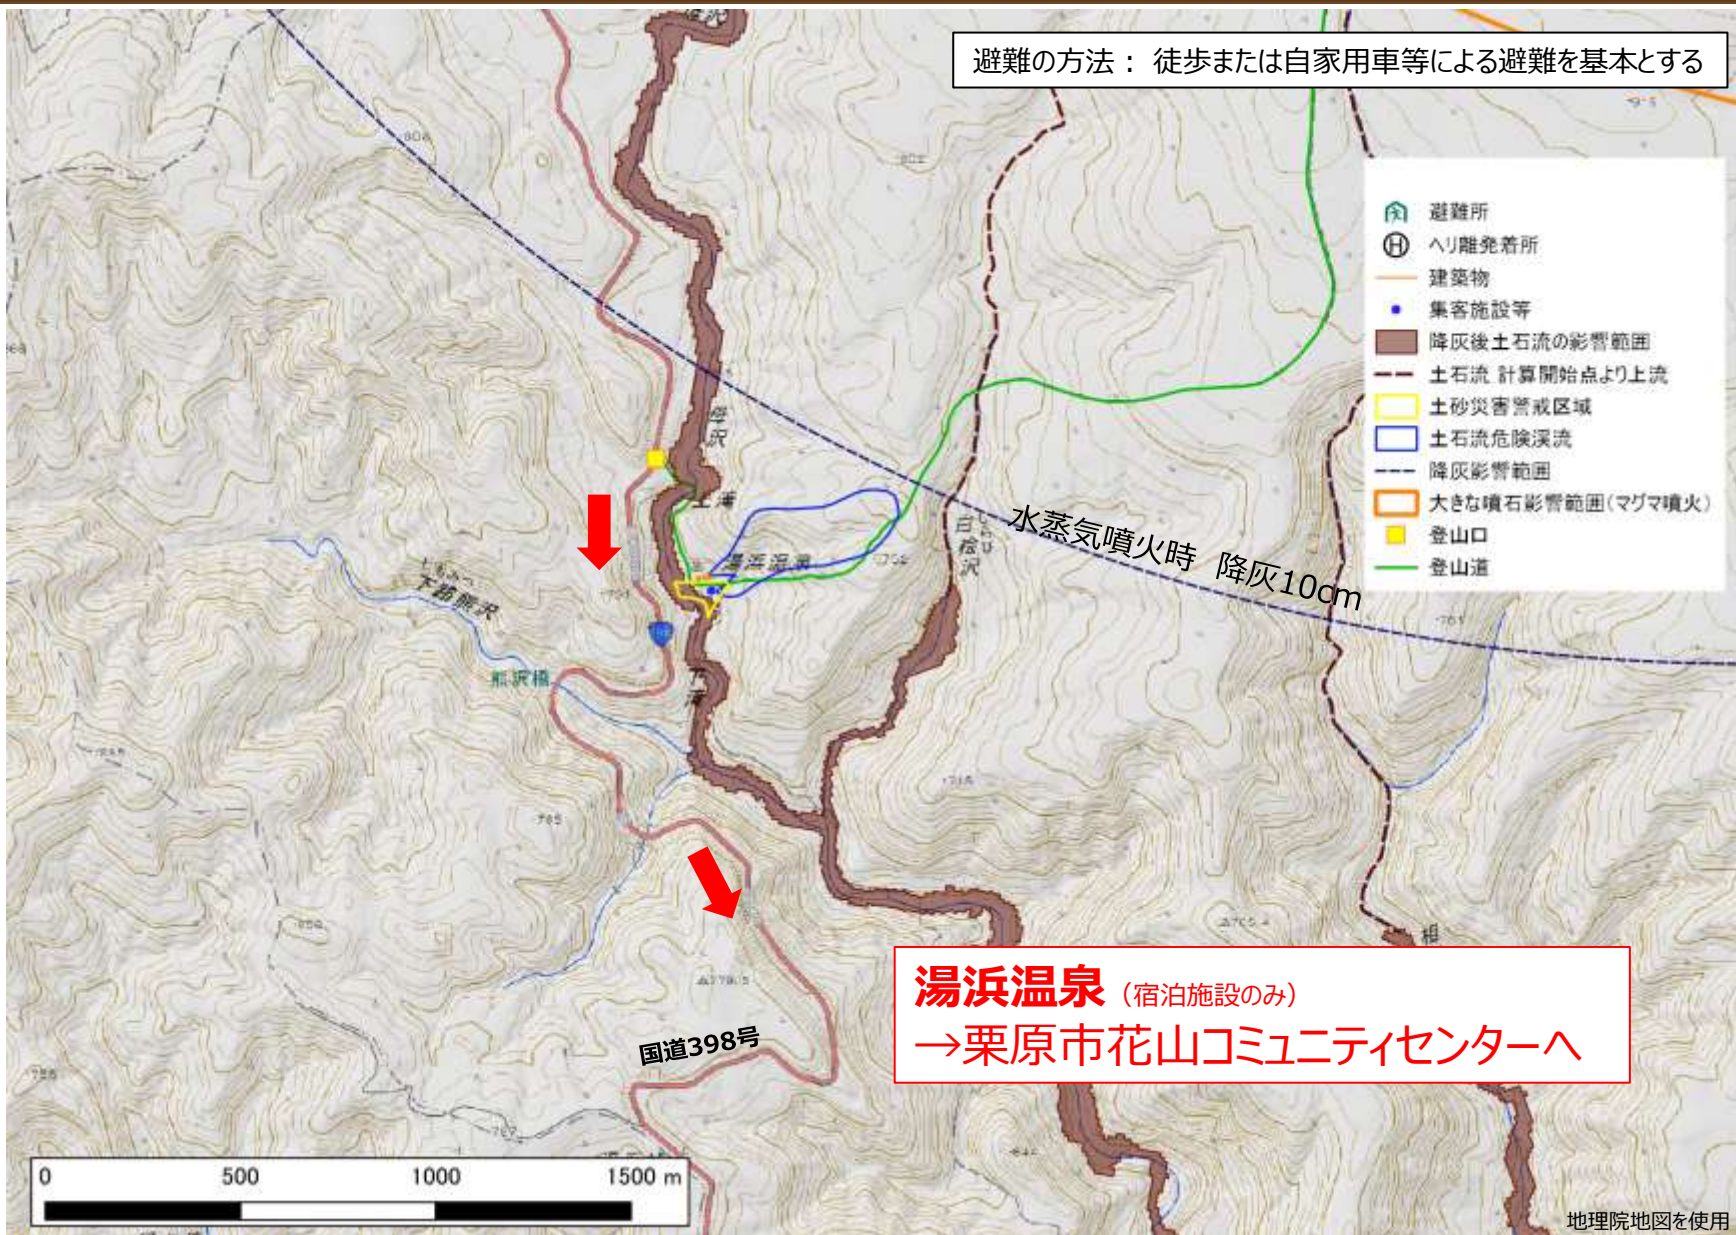 避難の方法： 徒歩または自家用車等による避難を基本とする
避難所
ヘリ離発着所
建築物
集客施設等
降灰後土石流の影響範囲
土石流 計算開始点より上流
土砂災害警戒区域
土石流危険渓流
降灰影響範囲
大きな噴石影響範囲(マグマ噴火)
登山口
登山道
水蒸気噴火時 降灰10cm
湯浜温泉
白桧沢
熊沢橋
湯浜温泉（宿泊施設のみ）
→栗原市花山コミュニティセンターへ
国道398号
0 500 1000 1500 m
地理院地図を使用